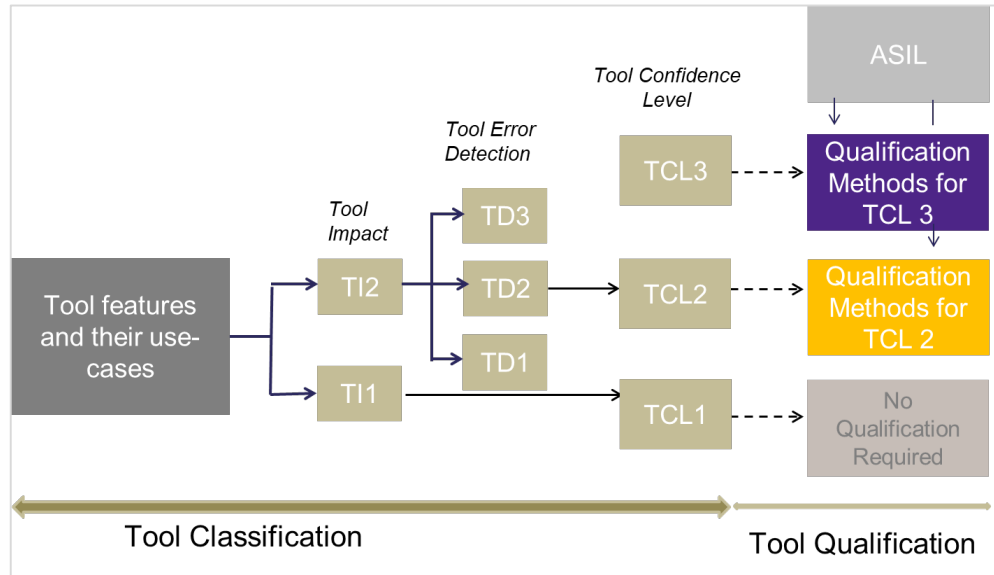 ASIL
Tool Confidence
Level
Tool Error
Detection
TCL3
Qualification
Methods for
TCL 3
Tool
Impact
TD3
Tool features
and their use-
cases
TI2
TD2
TCL2
Qualification
Methods for
TCL 2
TD1
TI1
TCL1
No
Qualification
Required
Tool Classification
Tool Qualification